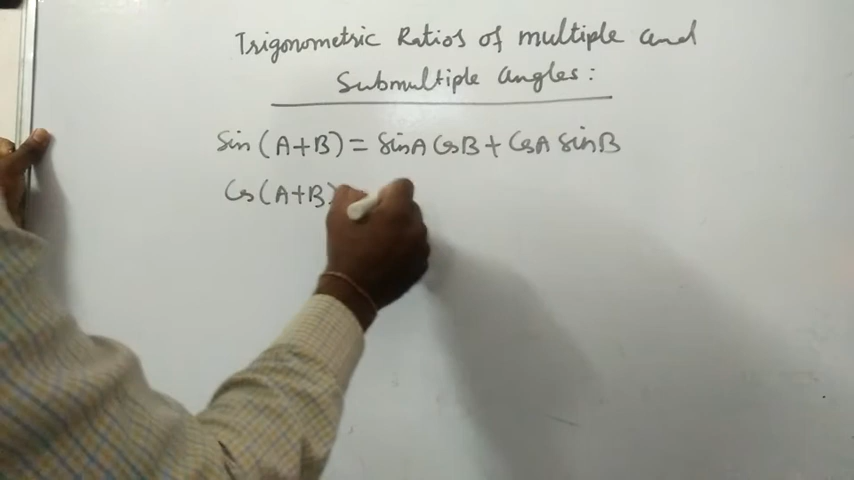 Trigonometric Ratios of multiple and
Submultiple angles:
Sin (A+B) = SinA CosB + CosA SinB
Cos(A+B)